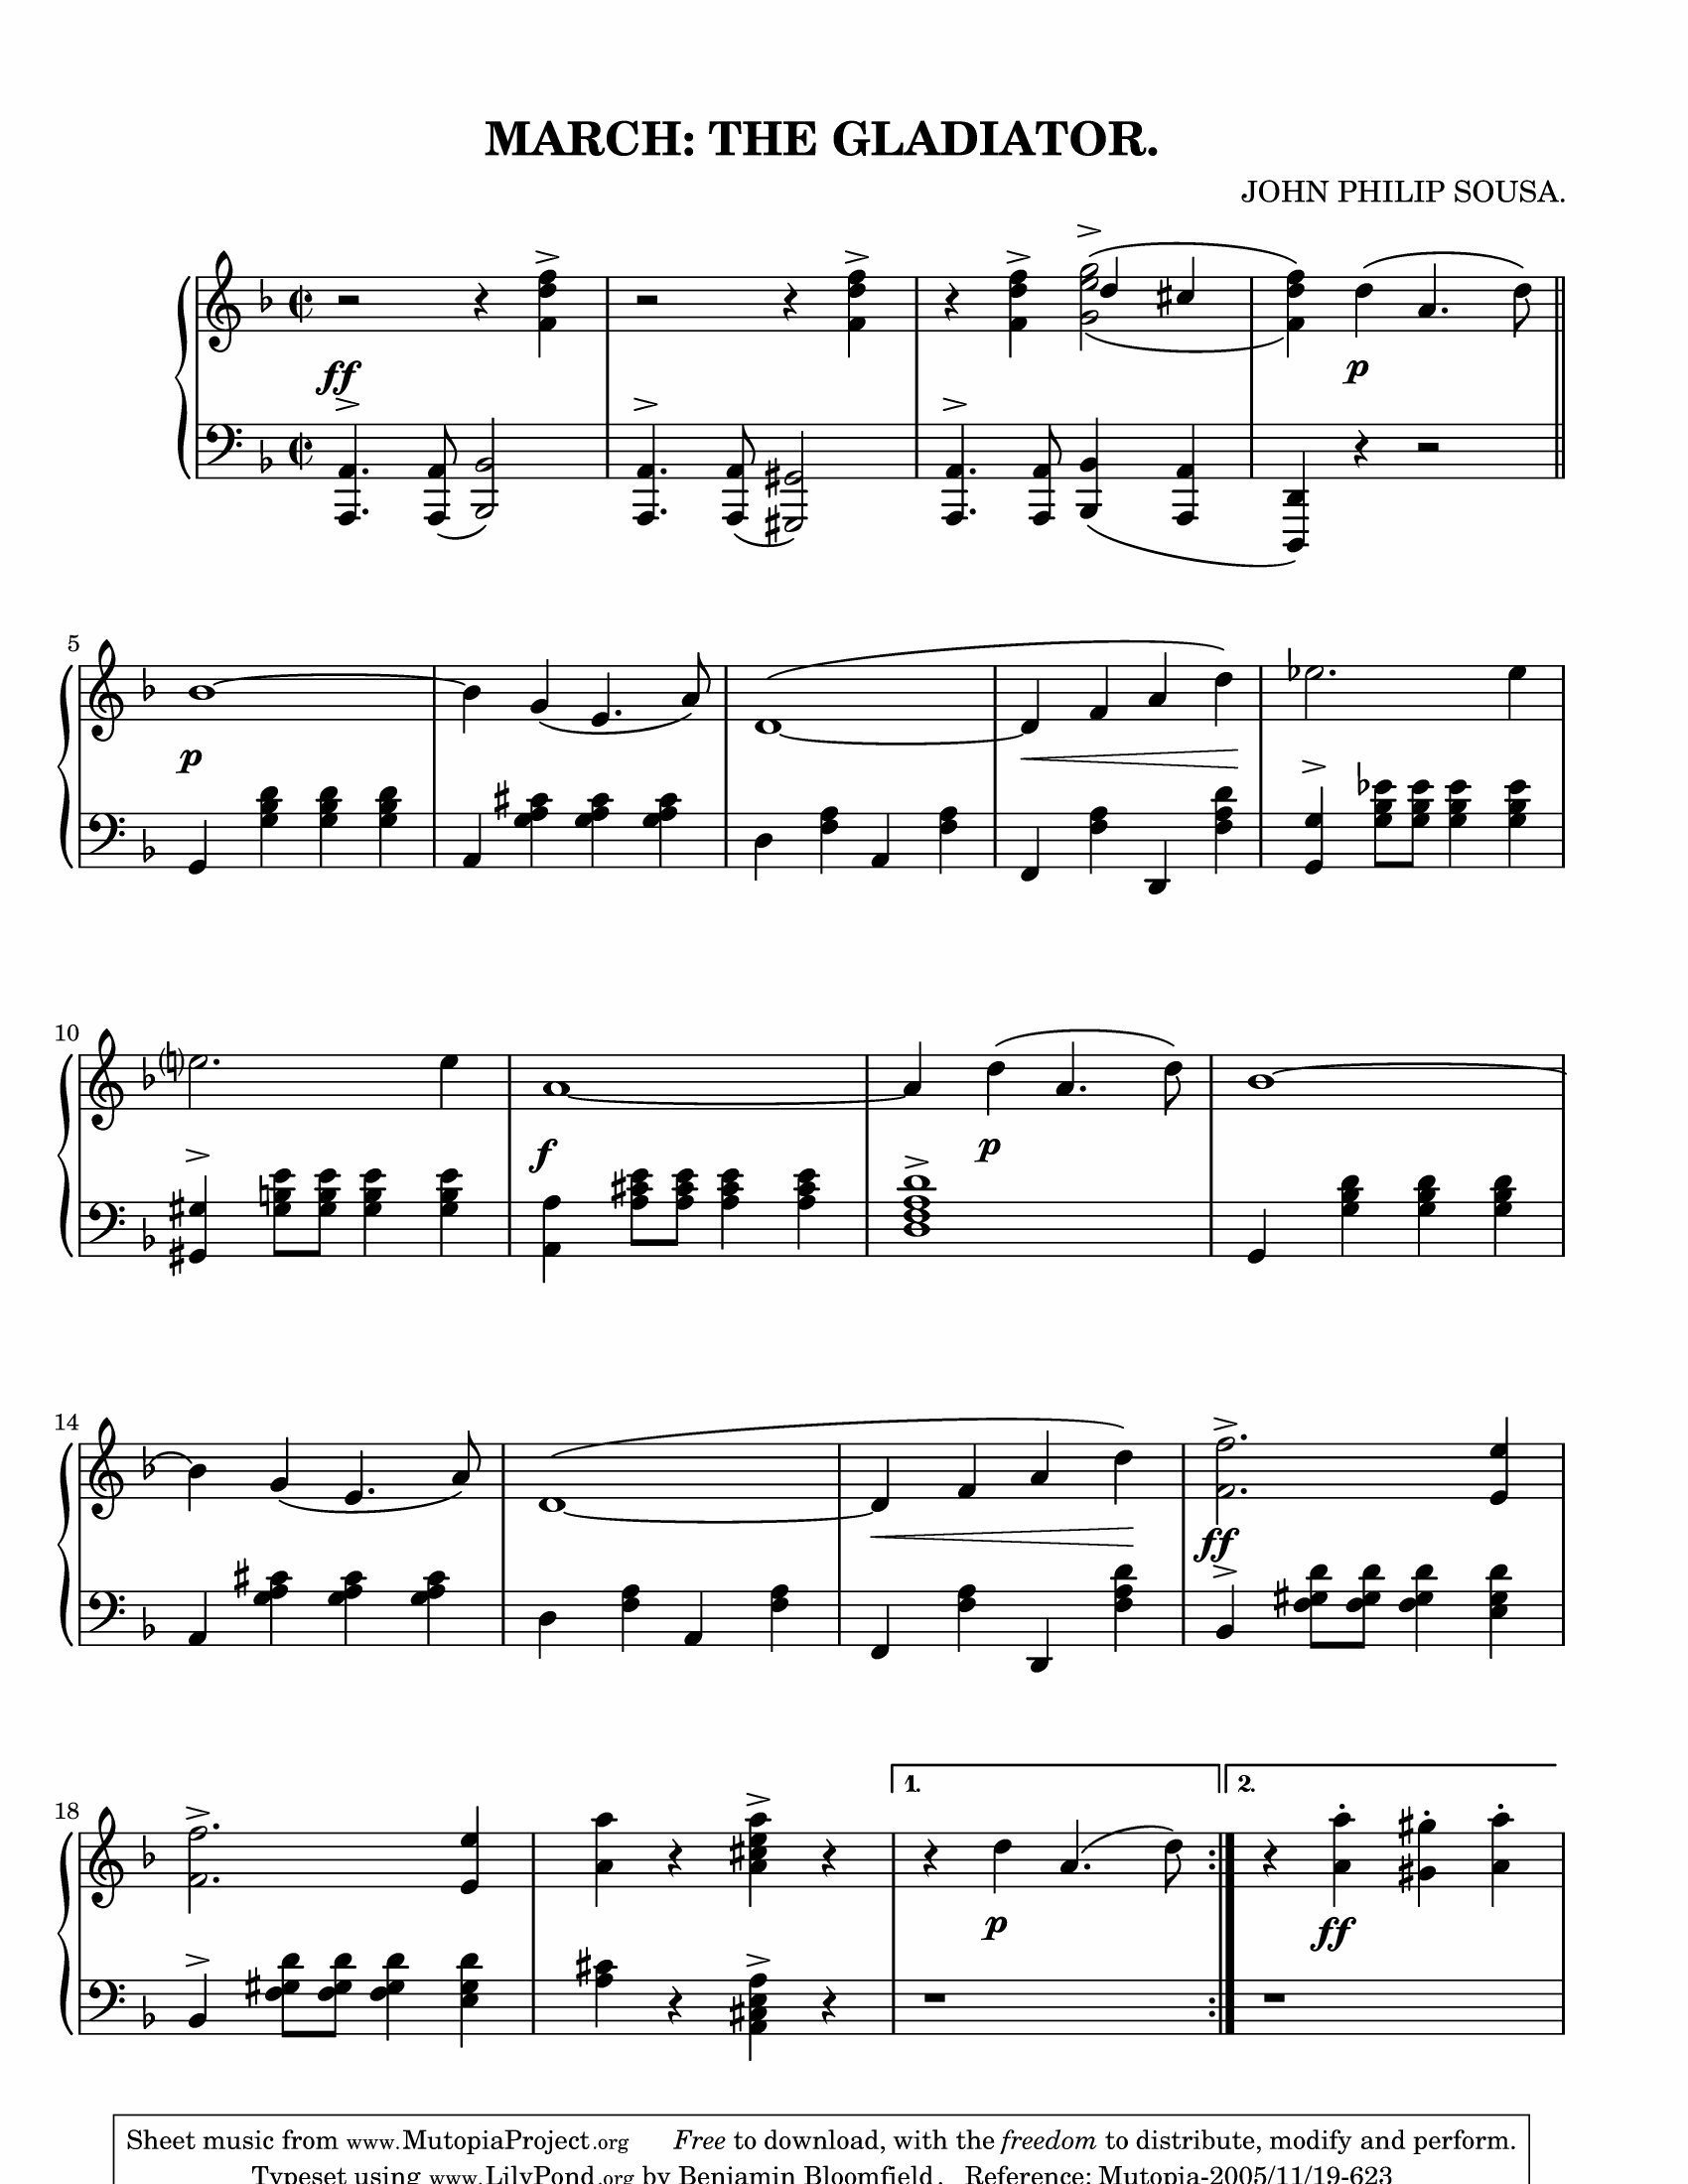 MARCH: THE GLADIATOR.
JOHN PHILIP SOUSA.
ff
p
5
p
10
f
p
14
ff
18
1.
2.
p
ff
Sheet music from www.MutopiaProject.org Free to download, with the freedom to distribute, modify and perform.
Typeset using www.LilyPond.org by Benjamin Bloomfield. Reference: Mutopia-2005/11/19-623